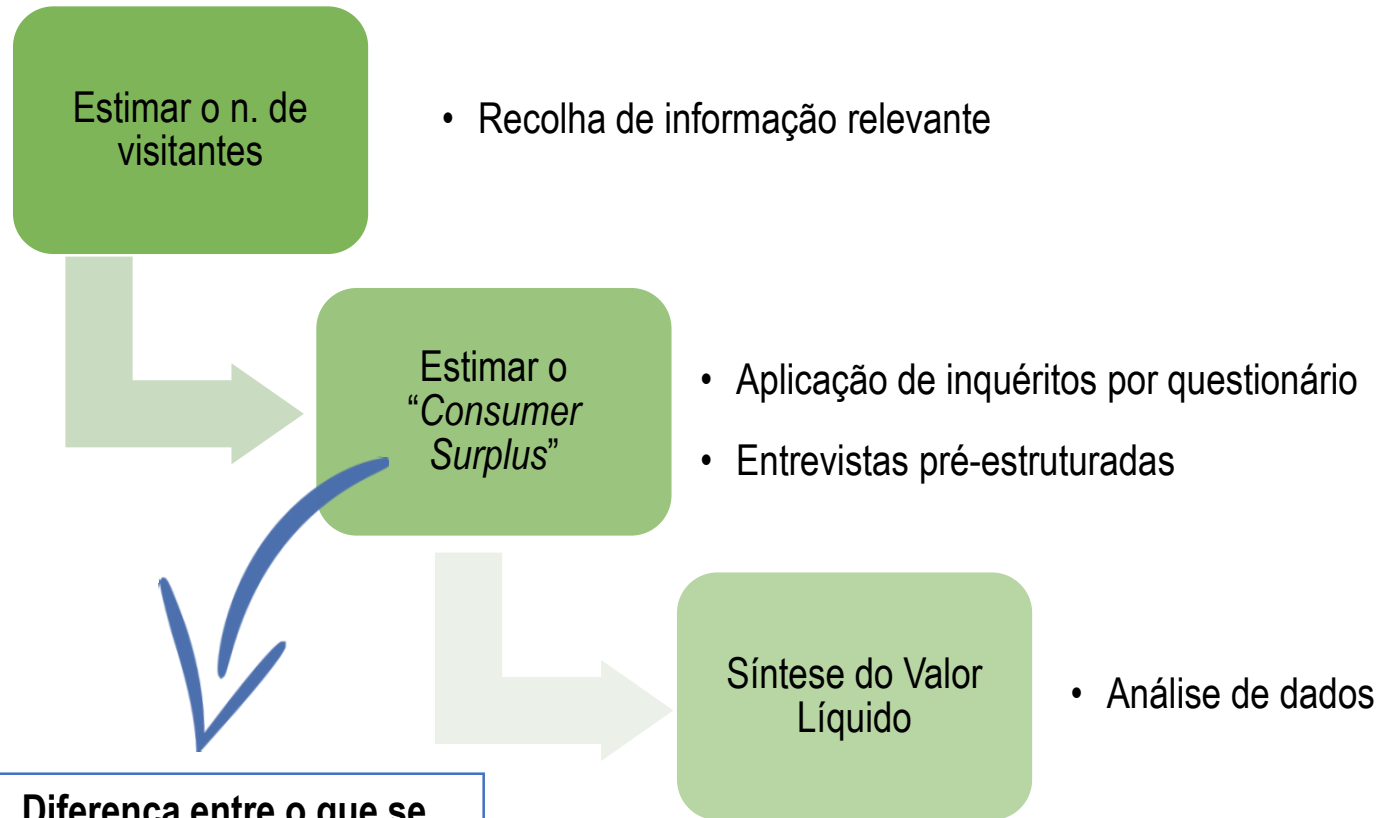 Estimar o n. de
visitantes
• Recolha de informação relevante
Estimar o
“Consumer
Surplus”
• Aplicação de inquéritos por questionário
• Entrevistas pré-estruturadas
Síntese do Valor
Líquido
• Análise de dados
Diferença entre o que se